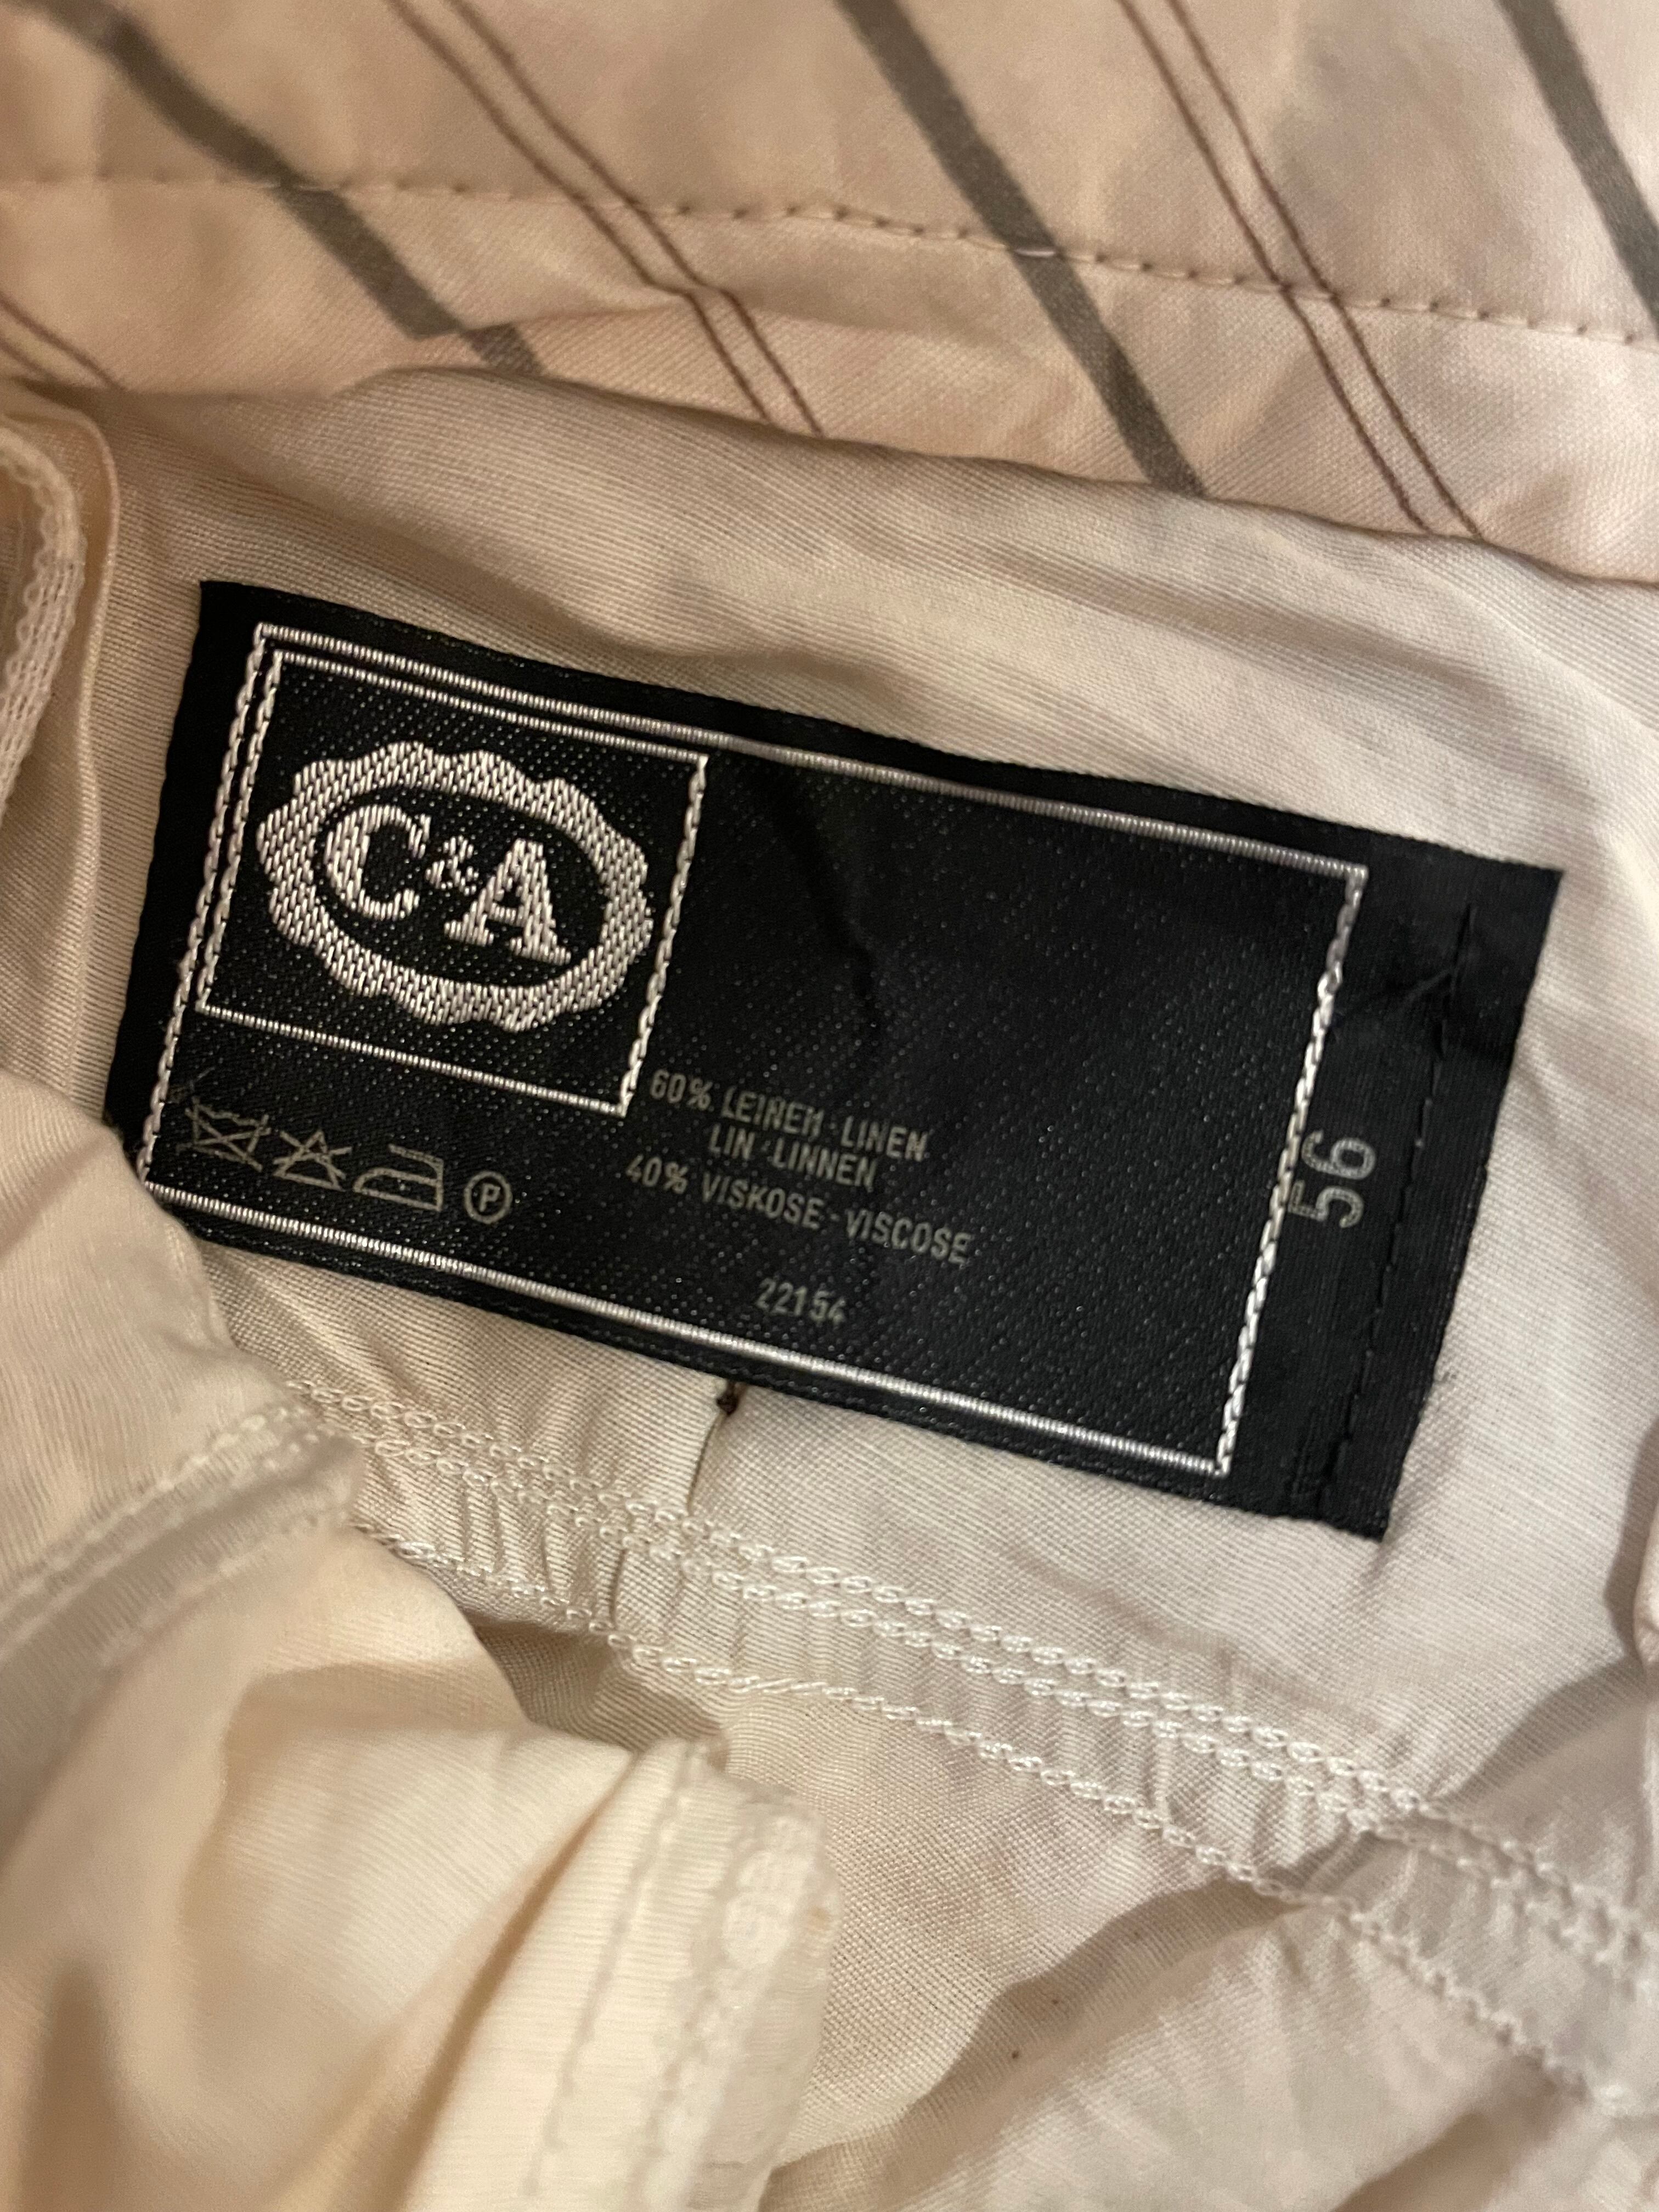 C&A
60% LEINEN·LINEN
LIN·LINNEN
40% VISKOSE-VISCOSE
22154
P
56